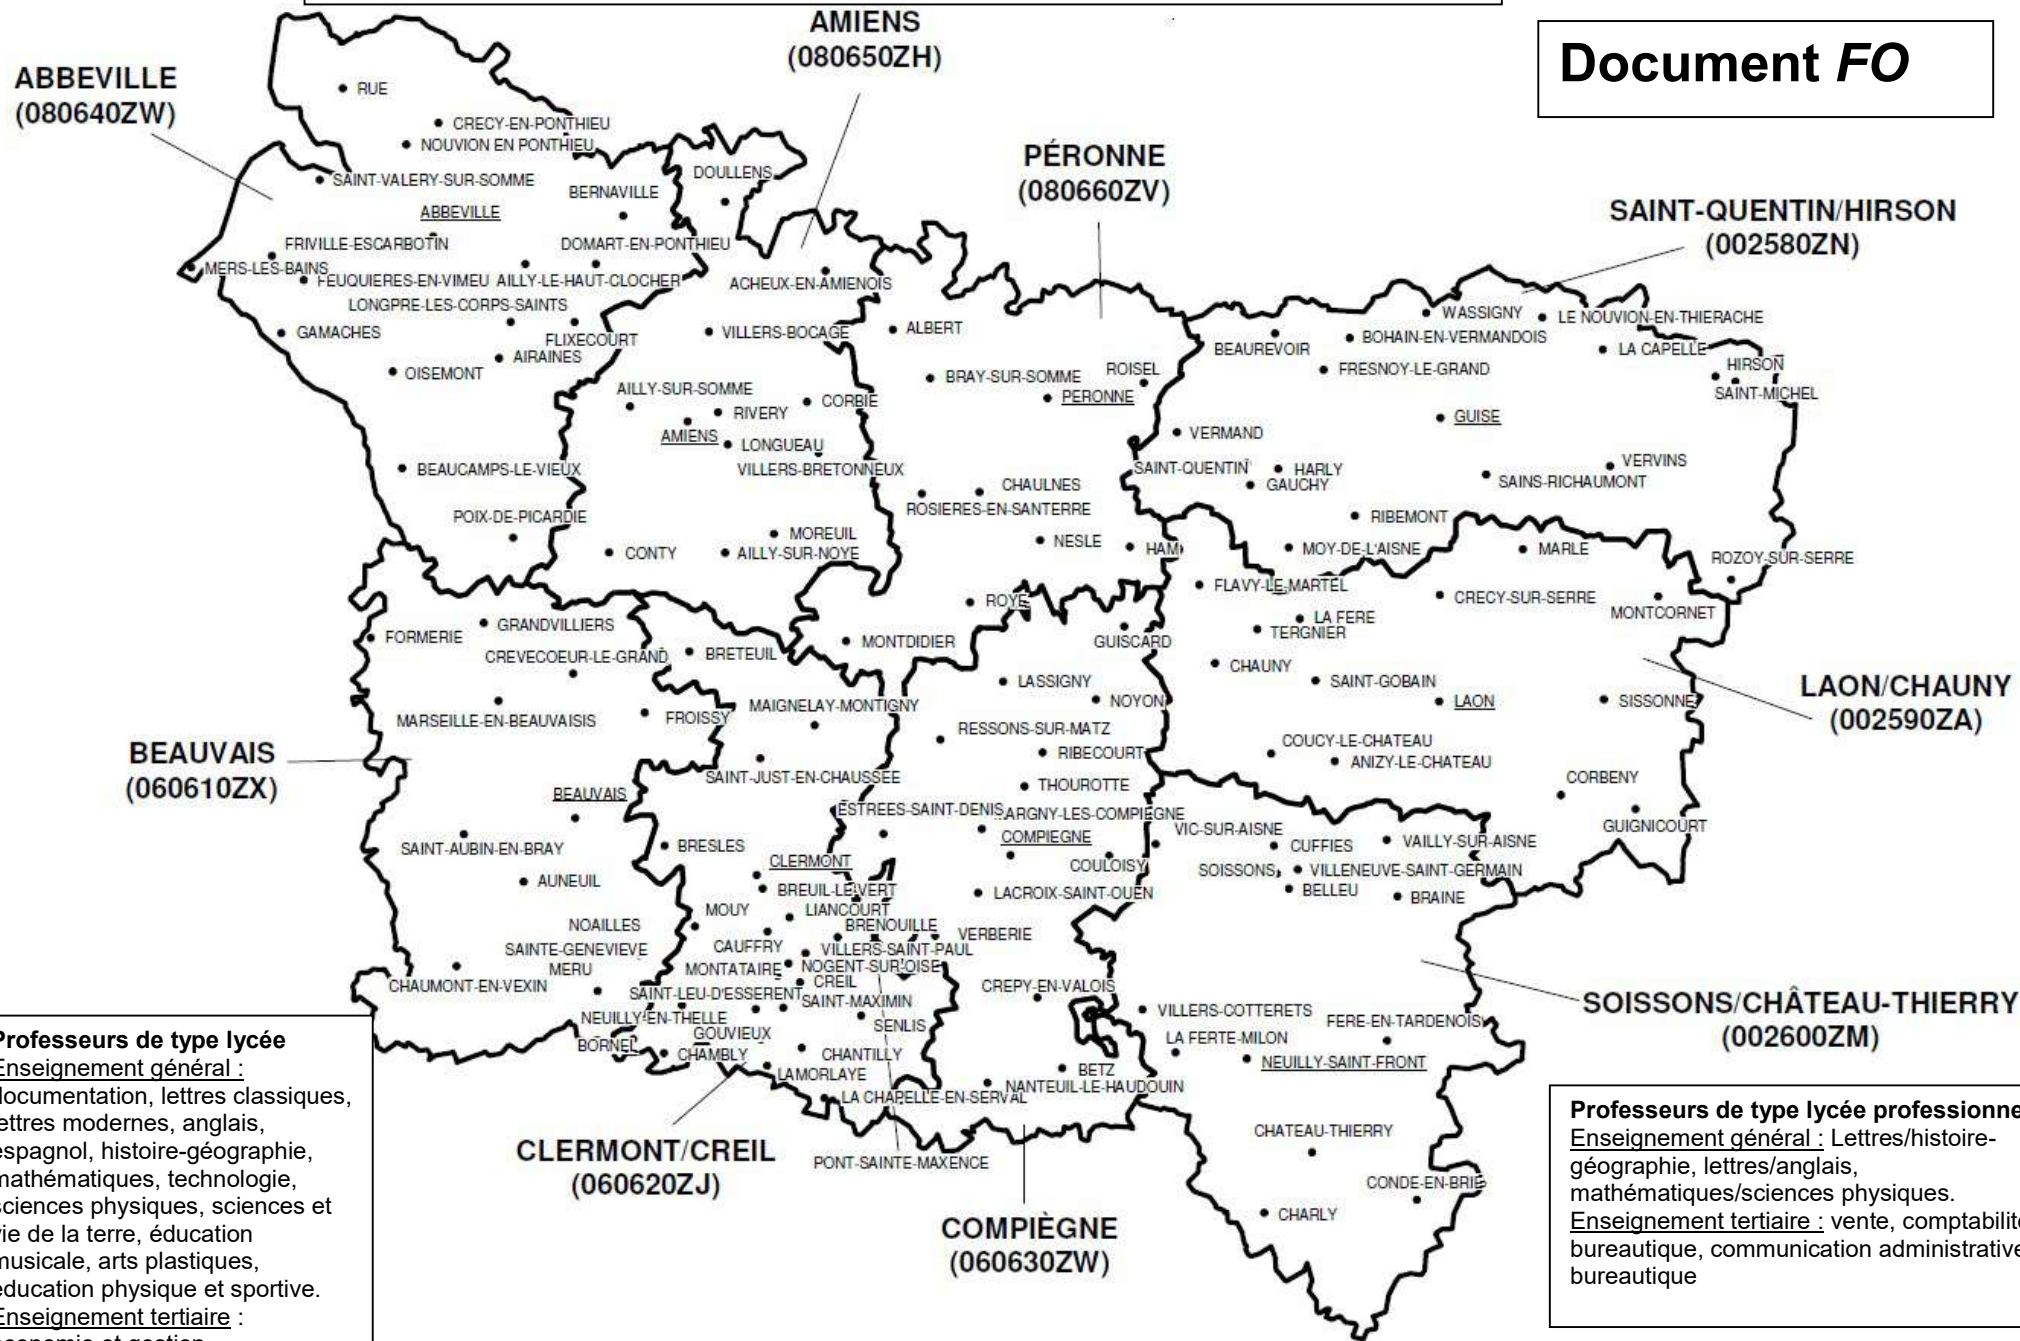 AMIENS
(080650ZH)
Document FO
ABBEVILLE
(080640ZW)
RUE
CRECY-EN-PONTHIEU
NOUVION EN PONTHIEU
SAINT-VALERY-SUR-SOMME
ABBEVILLE
BERNAVILLE
DOULLENS
FRIVILLE-ESCARBOTIN
DOMART-EN-PONTHIEU
MERS-LES-BAINS
FEUQUIERES-EN-VIMEU
AILLY-LE-HAUT-CLOCHER
LONGPRE-LES-CORPS-SAINTS
GAMACHES
FLIXECOURT
AIRAINES
OISEMONT
BEAUCAMPS-LE-VIEUX
POIX-DE-PICARDIE
ACHEUX-EN-AMIENOIS
VILLERS-BOCAGE
AILLY-SUR-SOMME
RIVERY
CORBIE
AMIENS
LONGUEAU
VILLERS-BRETONNEUX
MOREUIL
CONTY
AILLY-SUR-NOYE
PÉRONNE
(080660ZV)
ALBERT
BRAY-SUR-SOMME
ROISEL
PERONNE
CHAULNES
ROSIERES-EN-SANTERRE
NESLE
HAM
ROYE
MONTDIDIER
SAINT-QUENTIN/HIRSON
(002580ZN)
WASSIGNY
LE NOUVION-EN-THIERACHE
BEAUREVOIR
BOHAIN-EN-VERMANDOIS
LA CAPELLE
FRESNOY-LE-GRAND
HIRSON
SAINT-MICHEL
GUISE
VERMAND
SAINT-QUENTIN
HARLY
GAUCHY
VERVINS
SAINS-RICHAUMONT
RIBEMONT
MOY-DE-L'AISNE
MARLE
ROZOY-SUR-SERRE
FLAVY-LE-MARTEL
CRECY-SUR-SERRE
MONTCORNET
LA FERE
TERGNIER
CHAUNY
SAINT-GOBAIN
LAON
SISSONNE
COUCY-LE-CHATEAU
ANIZY-LE-CHATEAU
CORBENY
GUIGNICOURT
LAON/CHAUNY
(002590ZA)
BEAUVAIS
(060610ZX)
FORMERIE
GRANDVILLIERS
CREVECOEUR-LE-GRAND
MARSEILLE-EN-BEAUVAISIS
FROISSY
BEAUVAIS
SAINT-AUBIN-EN-BRAY
AUNEUIL
NOAILLES
SAINTE-GENEVIEVE
MERU
CHAUMONT-EN-VEXIN
BORNEL
BRETEUIL
MAIGNELAY-MONTIGNY
SAINT-JUST-EN-CHAUSSEE
BRESLES
CLERMONT
BREUIL-LE-VERT
MOUY
LIANCOURT
BRENOUILLE
CAUFFRY
VILLERS-SAINT-PAUL
MONTATAIRE
NOGENT-SUR-OISE
CREIL
SAINT-LEU-D'ESSERENT
SAINT-MAXIMIN
NEUILLY-EN-THELLE
GOUVIEUX
SENLIS
CHAMBLY
CHANTILLY
LAMORLAYE
LA CHAPELLE-EN-SERVAL
PONT-SAINTE-MAXENCE
CLERMONT/CREIL
(060620ZJ)
GUISCARD
LASSIGNY
NOYON
RESSONS-SUR-MATZ
RIBECOURT
THOUROTTE
ESTREES-SAINT-DENIS
ARGNY-LES-COMPIEGNE
COMPIEGNE
COULOISY
LACROIX-SAINT-OUEN
VERBERIE
CREPY-EN-VALOIS
BETZ
NANTEUIL-LE-HAUDOUIN
COMPIÈGNE
(060630ZW)
VIC-SUR-AISNE
CUFFIES
VAILLY-SUR-AISNE
SOISSONS
VILLENEUVE-SAINT-GERMAIN
BELLEU
BRAINE
VILLERS-COTTERETS
FERE-EN-TARDENOIS
LA FERTE-MILON
NEUILLY-SAINT-FRONT
CHATEAU-THIERRY
CONDE-EN-BRIE
CHARLY
SOISSONS/CHÂTEAU-THIERRY
(002600ZM)
Professeurs de type lycée
Enseignement général :
documentation, lettres classiques,
lettres modernes, anglais,
espagnol, histoire-géographie,
mathématiques, technologie,
sciences physiques, sciences et
vie de la terre, éducation
musicale, arts plastiques,
éducation physique et sportive.
Enseignement tertiaire :
économie et gestion
Professeurs de type lycée professionne
Enseignement général : Lettres/histoire-
géographie, lettres/anglais,
mathématiques/sciences physiques.
Enseignement tertiaire : vente, comptabilité
bureautique, communication administrative
bureautique